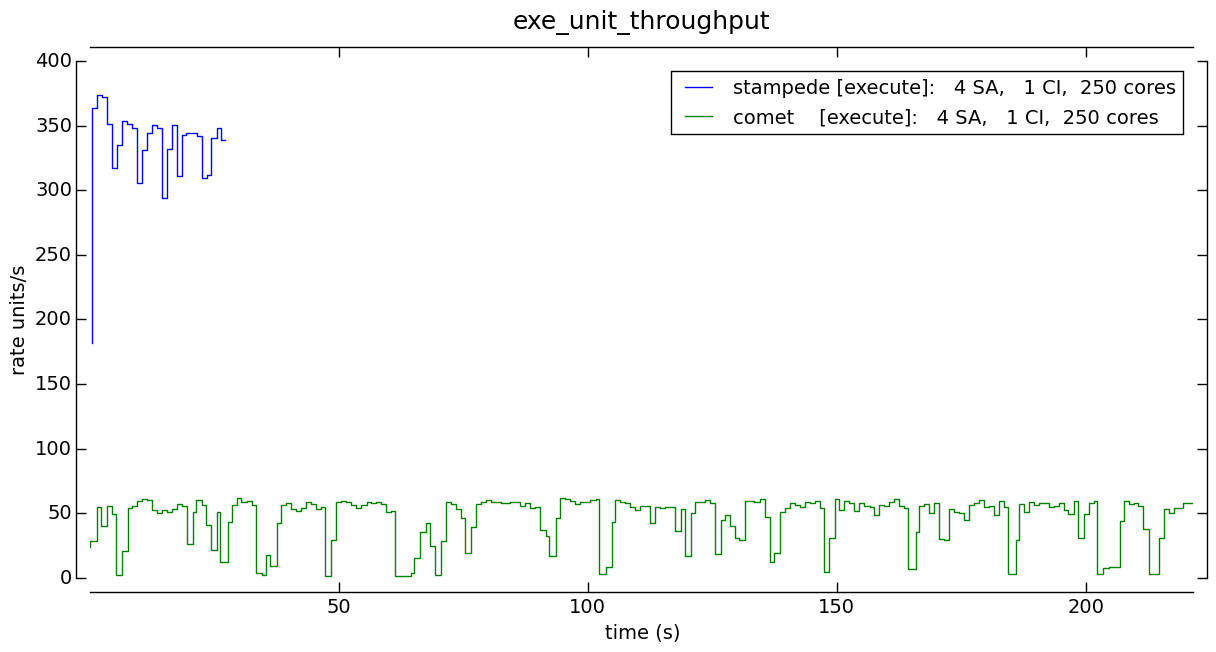 exe_unit_throughput
400
350
300
250
200
150
100
50
0
rate units/s
stampede [execute]:   4 SA,   1 CI,  250 cores
comet    [execute]:   4 SA,   1 CI,  250 cores
50
100
150
200
time (s)